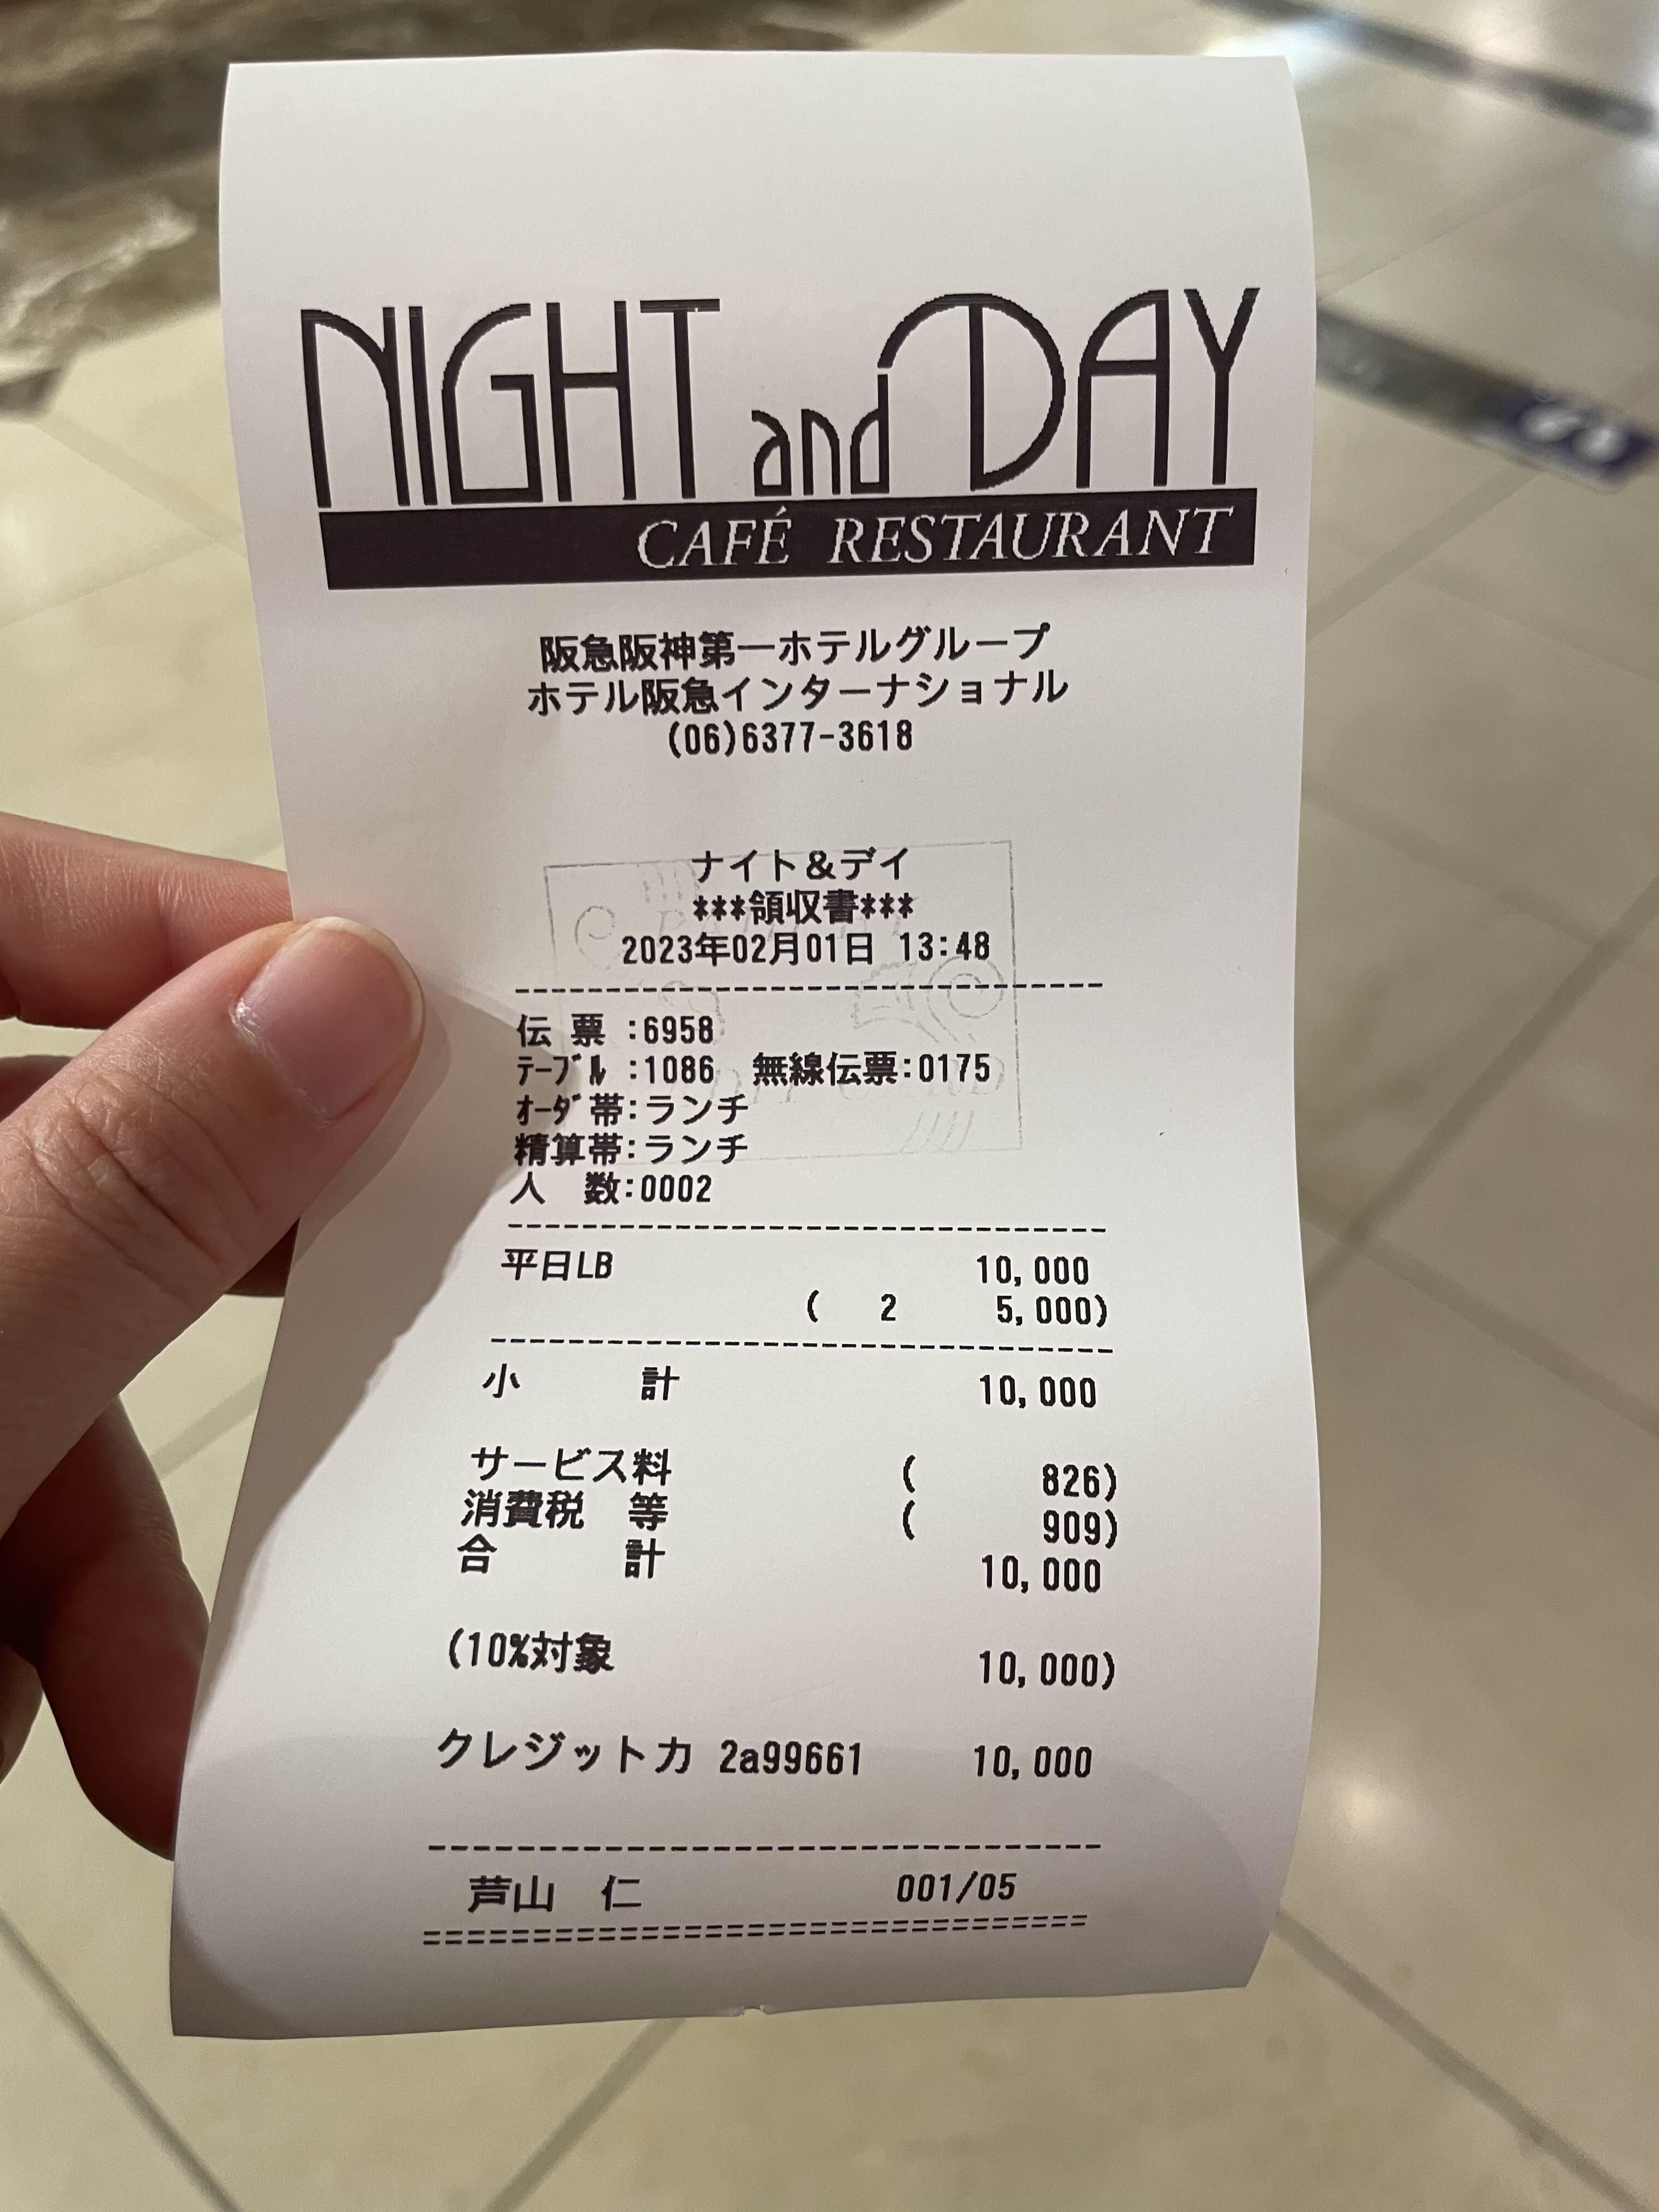 NIGHT and DAY
CAFÉ RESTAURANT
阪急阪神第一ホテルグループ
ホテル阪急インターナショナル
(06)6377-3618
ナイト&デイ
***領収書***
2023年02月01日 13:48
伝 票 :6958
ﾃｰﾌﾞﾙ :1086 無線伝票:0175
ｵｰﾀﾞ帯:ランチ
精算帯:ランチ
人 数:0002
平日LB 10,000
( 2 5,000)
小 計 10,000
サービス料 ( 826)
消費税 等 ( 909)
合 計 10,000
(10%対象 10,000)
クレジットカ 2a99661 10,000
芦山 仁 001/05